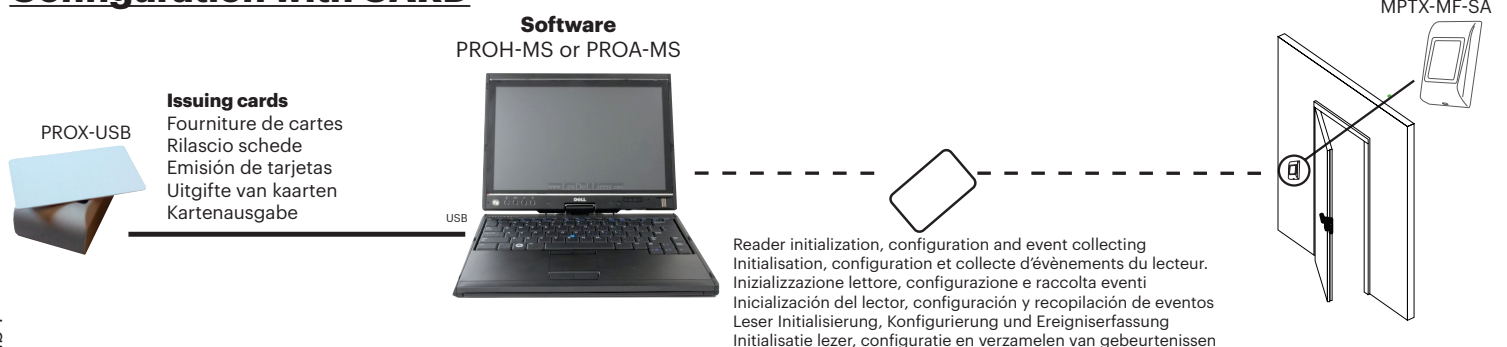 Configuration with CARD
MPTX-MF-SA
Software
PROH-MS or PROA-MS
Issuing cards
Fourniture de cartes
Rilascio schede
Emisión de tarjetas
Uitgifte van kaarten
Kartenausgabe
PROX-USB
USB
DELL
Reader initialization, configuration and event collecting
Initialisation, configuration et collecte d'évènements du lecteur.
Inizializzazione lettore, configurazione e raccolta eventi
Inicialización del lector, configuración y recopilación de eventos
Leser Initialisierung, Konfigurierung und Ereigniserfassung
Initialisatie lezer, configuratie en verzamelen van gebeurtenissen